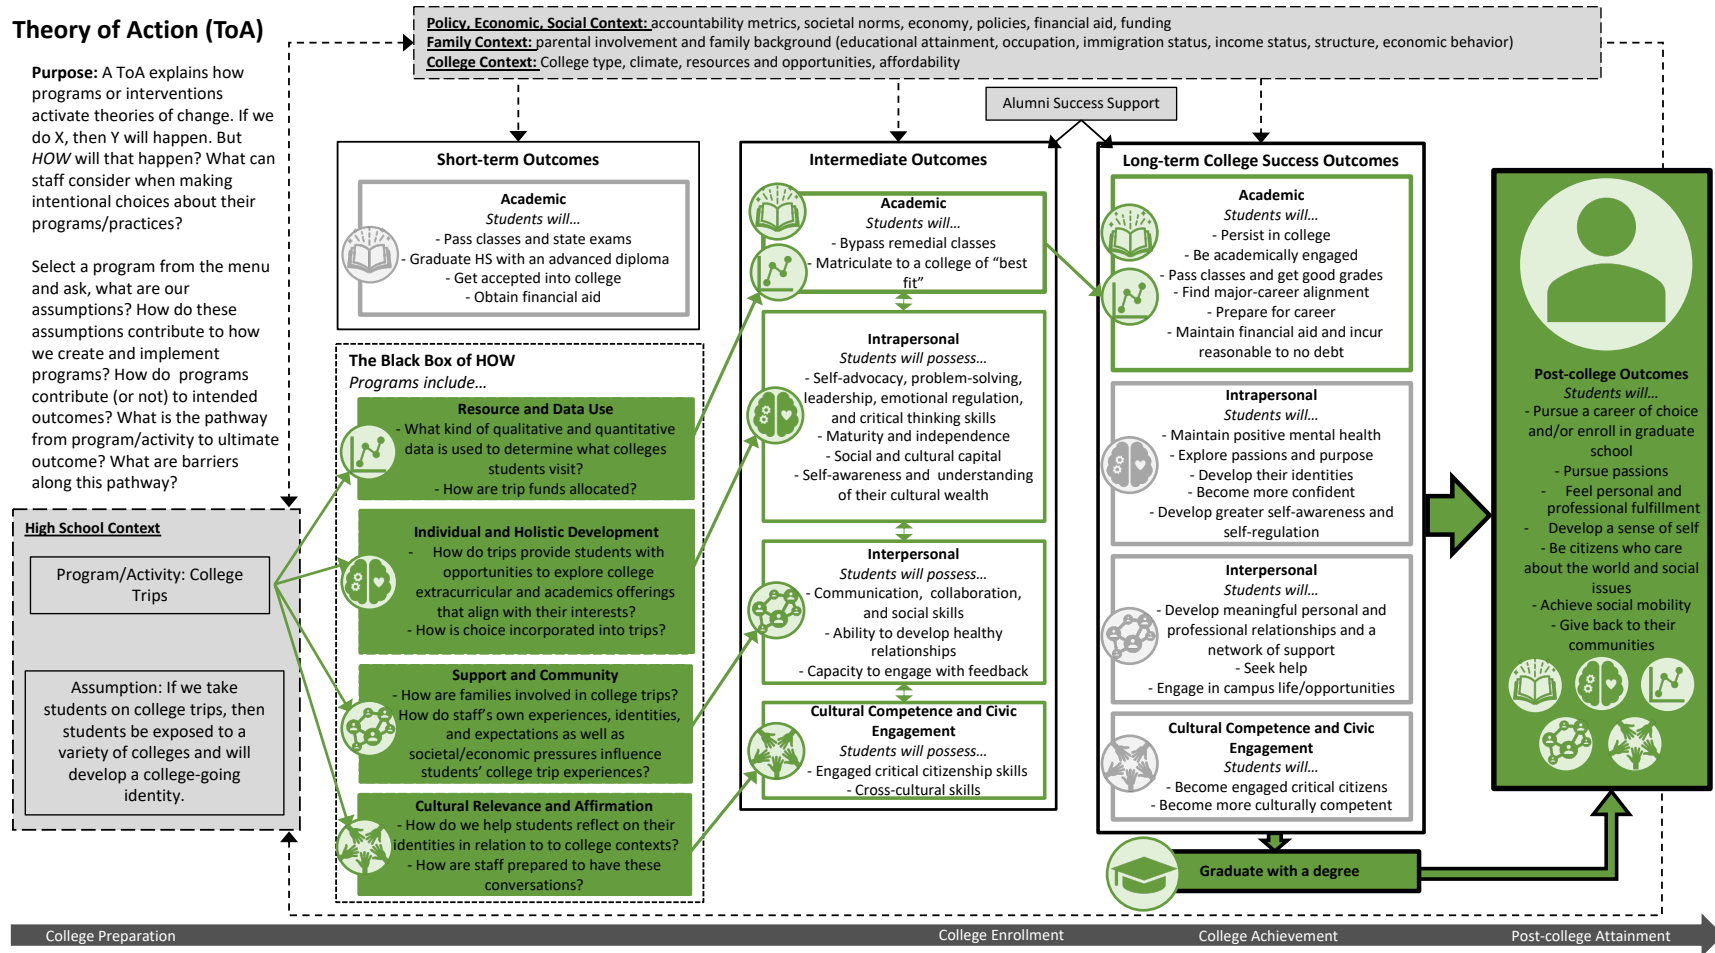 Theory of Action (ToA)
Purpose: A ToA explains how
programs or interventions
activate theories of change. If we
do X, then Y will happen. But
HOW will that happen? What can
staff consider when making
intentional choices about their
programs/practices?
Select a program from the menu
and ask, what are our
assumptions? How do these
assumptions contribute to how
we create and implement
programs? How do programs
contribute (or not) to intended
outcomes? What is the pathway
from program/activity to ultimate
outcome? What are barriers
along this pathway?
Policy, Economic, Social Context: accountability metrics, societal norms, economy, policies, financial aid, funding
Family Context: parental involvement and family background (educational attainment, occupation, immigration status, income status, structure, economic behavior)
College Context: College type, climate, resources and opportunities, affordability
Alumni Success Support
High School Context
Program/Activity: College
Trips
Assumption: If we take
students on college trips, then
students be exposed to a
variety of colleges and will
develop a college-going
identity.
Short-term Outcomes
Academic
Students will…
- Pass classes and state exams
- Graduate HS with an advanced diploma
- Get accepted into college
- Obtain financial aid
The Black Box of HOW
Programs include…
Resource and Data Use
- What kind of qualitative and quantitative
data is used to determine what colleges
students visit?
- How are trip funds allocated?
Individual and Holistic Development
- How do trips provide students with
opportunities to explore college
extracurricular and academics offerings
that align with their interests?
- How is choice incorporated into trips?
Support and Community
- How are families involved in college trips?
How do staff's own experiences, identities,
and expectations as well as
societal/economic pressures influence
students' college trip experiences?
Cultural Relevance and Affirmation
- How do we help students reflect on their
identities in relation to to college contexts?
- How are staff prepared to have these
conversations?
Intermediate Outcomes
Academic
Students will…
- Bypass remedial classes
- Matriculate to a college of “best
fit”
Intrapersonal
Students will possess…
- Self-advocacy, problem-solving,
leadership, emotional regulation,
and critical thinking skills
- Maturity and independence
- Social and cultural capital
- Self-awareness and understanding
of their cultural wealth
Interpersonal
Students will possess…
- Communication, collaboration,
and social skills
- Ability to develop healthy
relationships
- Capacity to engage with feedback
Cultural Competence and Civic
Engagement
Students will possess…
- Engaged critical citizenship skills
- Cross-cultural skills
Long-term College Success Outcomes
Academic
Students will…
- Persist in college
- Be academically engaged
- Pass classes and get good grades
- Find major-career alignment
- Prepare for career
- Maintain financial aid and incur
reasonable to no debt
Intrapersonal
Students will…
- Maintain positive mental health
- Explore passions and purpose
- Develop their identities
- Become more confident
- Develop greater self-awareness and
self-regulation
Interpersonal
Students will…
- Develop meaningful personal and
professional relationships and a
network of support
- Seek help
- Engage in campus life/opportunities
Cultural Competence and Civic
Engagement
Students will…
- Become engaged critical citizens
- Become more culturally competent
Graduate with a degree
Post-college Outcomes
Students will…
- Pursue a career of choice
and/or enroll in graduate
school
- Pursue passions
- Feel personal and
professional fulfillment
- Develop a sense of self
- Be citizens who care
about the world and social
issues
- Achieve social mobility
- Give back to their
communities
College Preparation
College Enrollment
College Achievement
Post-college Attainment